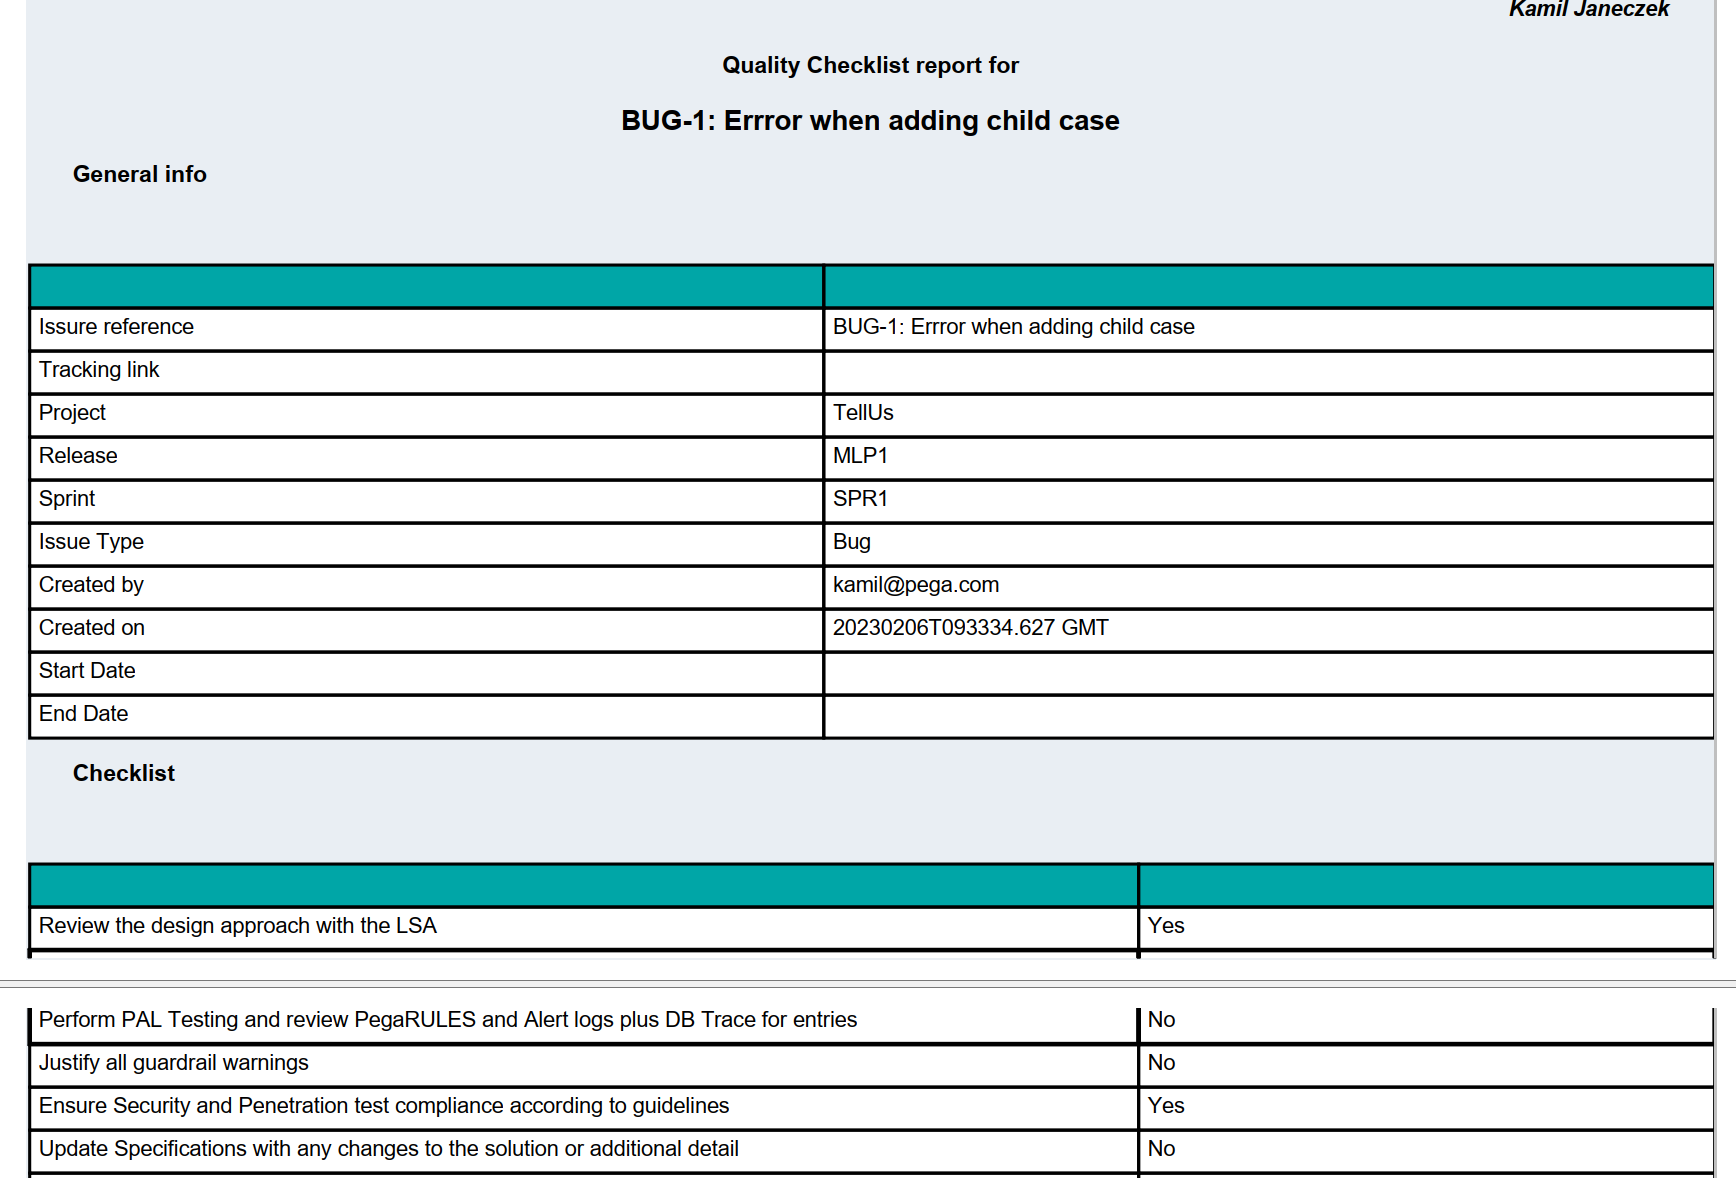 Kamil Janeczek
Quality Checklist report for
BUG-1: Errror when adding child case
General info
Issure reference BUG-1: Errror when adding child case
Tracking link
Project TellUs
Release MLP1
Sprint SPR1
Issue Type Bug
Created by kamil@pega.com
Created on 20230206T093334.627 GMT
Start Date
End Date
Checklist
Review the design approach with the LSA Yes
Perform PAL Testing and review PegaRULES and Alert logs plus DB Trace for entries No
Justify all guardrail warnings No
Ensure Security and Penetration test compliance according to guidelines Yes
Update Specifications with any changes to the solution or additional detail No